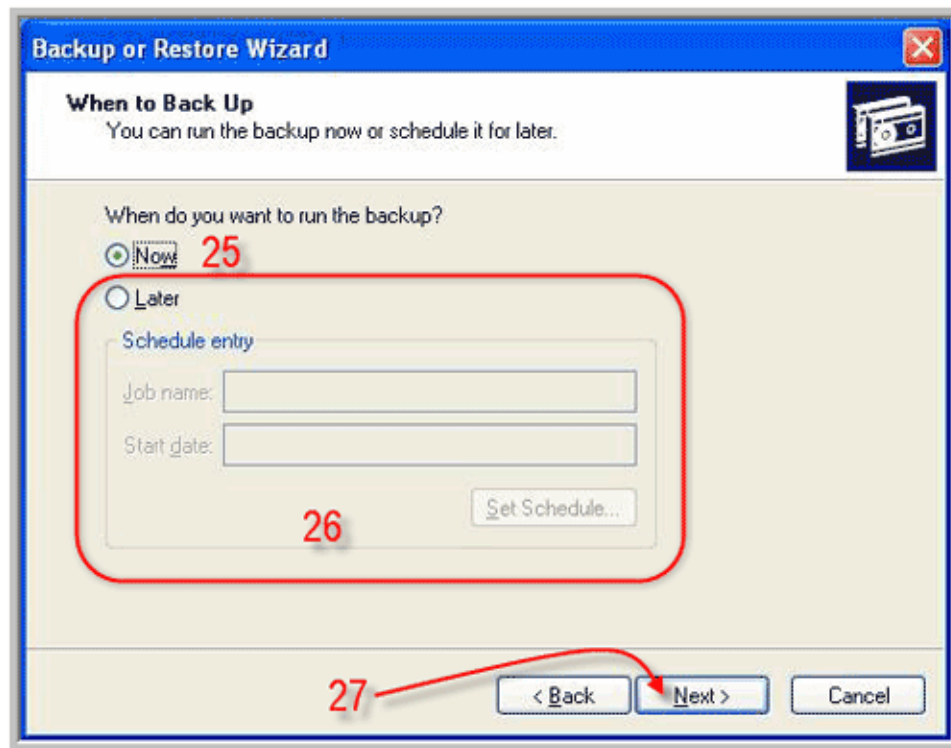 Backup or Restore Wizard
When to Back Up
You can run the backup now or schedule it for later.
When do you want to run the backup?
Now 25
Later
Schedule entry
Job name:
Start date:
Set Schedule...
26
27 < Back Next > Cancel